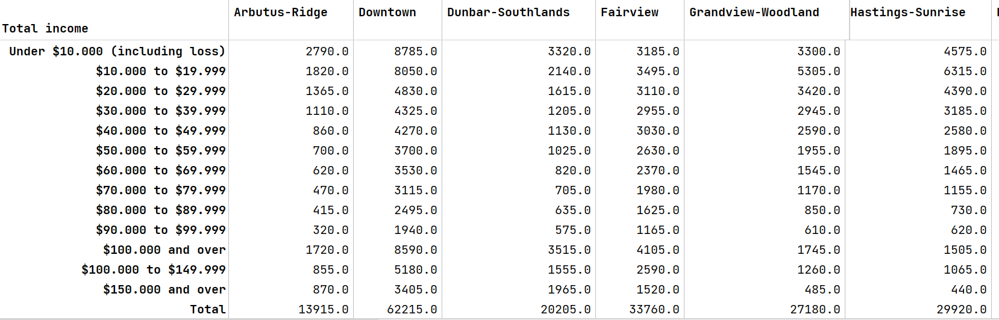 Arbutus-Ridge Downtown Dunbar-Southlands Fairview Grandview-Woodland Hastings-Sunrise
Total income
Under $10.000 (including loss) 2790.0 8785.0 3320.0 3185.0 3300.0 4575.0
$10.000 to $19.999 1820.0 8050.0 2140.0 3495.0 5305.0 6315.0
$20.000 to $29.999 1365.0 4830.0 1615.0 3110.0 3420.0 4390.0
$30.000 to $39.999 1110.0 4325.0 1205.0 2955.0 2945.0 3185.0
$40.000 to $49.999 860.0 4270.0 1130.0 3030.0 2590.0 2580.0
$50.000 to $59.999 700.0 3700.0 1025.0 2630.0 1955.0 1895.0
$60.000 to $69.999 620.0 3530.0 820.0 2370.0 1545.0 1465.0
$70.000 to $79.999 470.0 3115.0 705.0 1980.0 1170.0 1155.0
$80.000 to $89.999 415.0 2495.0 635.0 1625.0 850.0 730.0
$90.000 to $99.999 320.0 1940.0 575.0 1165.0 610.0 620.0
$100.000 and over 1720.0 8590.0 3515.0 4105.0 1745.0 1505.0
$100.000 to $149.999 855.0 5180.0 1555.0 2590.0 1260.0 1065.0
$150.000 and over 870.0 3405.0 1965.0 1520.0 485.0 440.0
Total 13915.0 62215.0 20205.0 33760.0 27180.0 29920.0